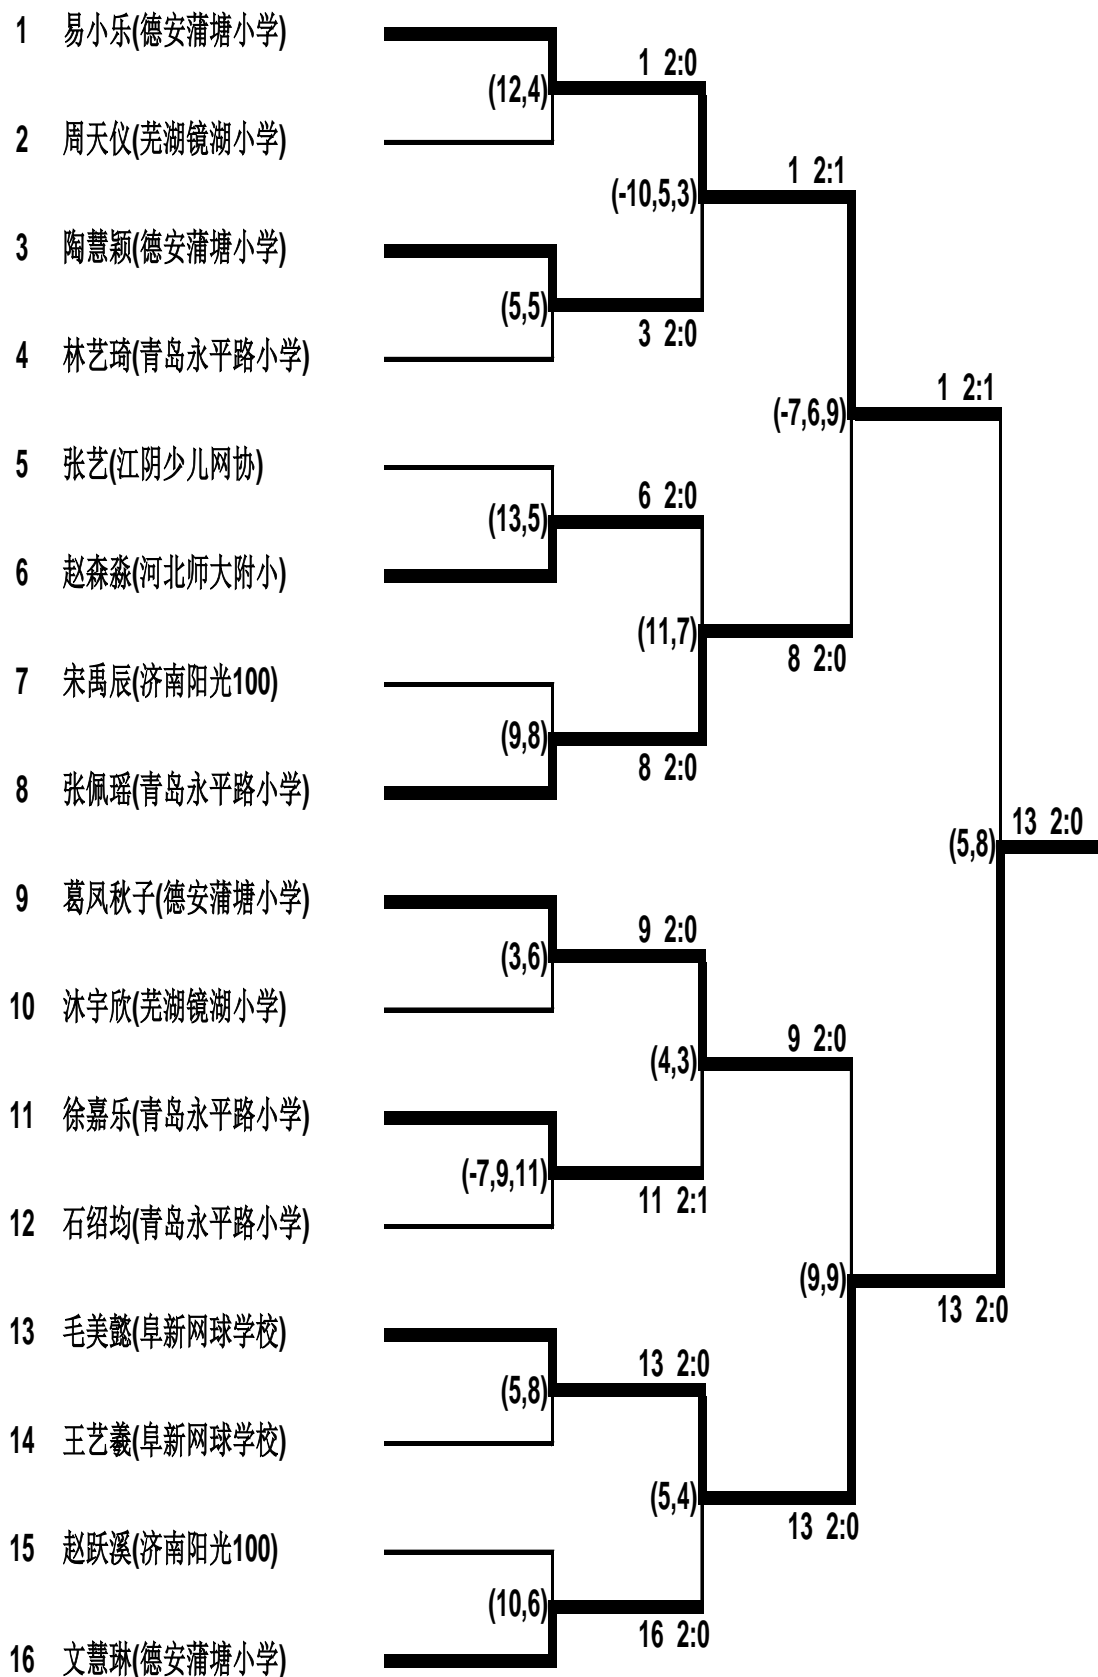 1 易小乐(德安蒲塘小学)
1 2:0
(12,4)
2 周天仪(芜湖镜湖小学)
1 2:1
(-10,5,3)
3 陶慧颖(德安蒲塘小学)
(5,5)
3 2:0
4 林艺琦(青岛永平路小学)
1 2:1
(-7,6,9)
5 张艺(江阴少儿网协)
6 2:0
(13,5)
6 赵森淼(河北师大附小)
(11,7)
8 2:0
7 宋禹辰(济南阳光100)
(9,8)
8 2:0
8 张佩瑶(青岛永平路小学)
13 2:0
(5,8)
9 葛凤秋子(德安蒲塘小学)
9 2:0
(3,6)
10 沐宇欣(芜湖镜湖小学)
9 2:0
(4,3)
11 徐嘉乐(青岛永平路小学)
(-7,9,11)
11 2:1
12 石绍均(青岛永平路小学)
(9,9)
13 2:0
13 毛美懿(阜新网球学校)
13 2:0
(5,8)
14 王艺羲(阜新网球学校)
(5,4)
13 2:0
15 赵跃溪(济南阳光100)
(10,6)
16 2:0
16 文慧琳(德安蒲塘小学)